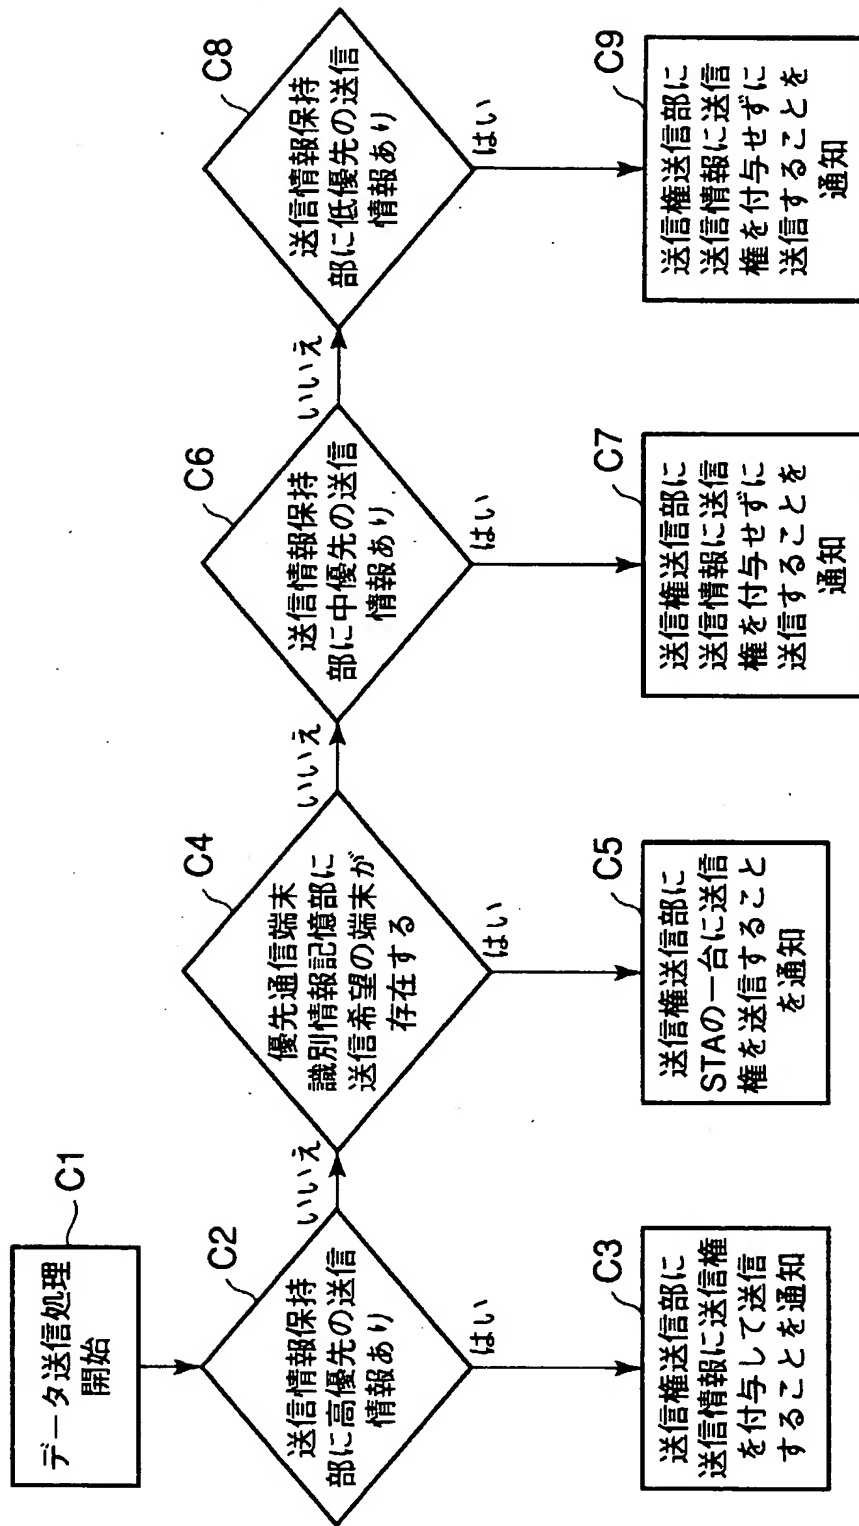 C1
データ送信処理
開始
C2
送信情報保持
部に高優先の送信
情報あり
いいえ
はい
C3
送信権送信部に
送信情報に送信権
を付与して送信
することを通知
C4
優先通信端末
識別情報記憶部に
送信希望の端末が
存在する
いいえ
はい
C5
送信権送信部に
STAの一台に送信
権を送信すること
を通知
C6
送信情報保持
部に中優先の送信
情報あり
いいえ
はい
C7
送信権送信部に
送信情報に送信
権を付与せずに
送信することを
通知
C8
送信情報保持
部に低優先の送信
情報あり
はい
C9
送信権送信部に
送信情報に送信
権を付与せずに
送信することを
通知